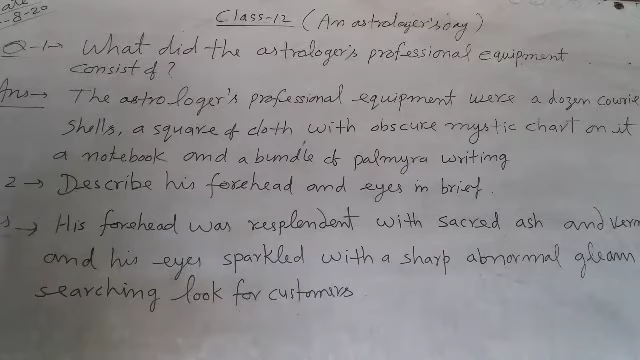 -8-20
Class-12 (An astrologer's day)
Q-1→ What did the astrologer's professional equipment
consist of?
Ans→ The astrologer's professional equipment were a dozen cowrie
shells, a square of cloth with obscure mystic chart on it
a notebook and a bundle of palmyra writing
2→ Describe his forehead and eyes in brief.
→ His forehead was resplendent with sacred ash and verm
and his eyes sparkled with a sharp abnormal gleam
searching look for customers